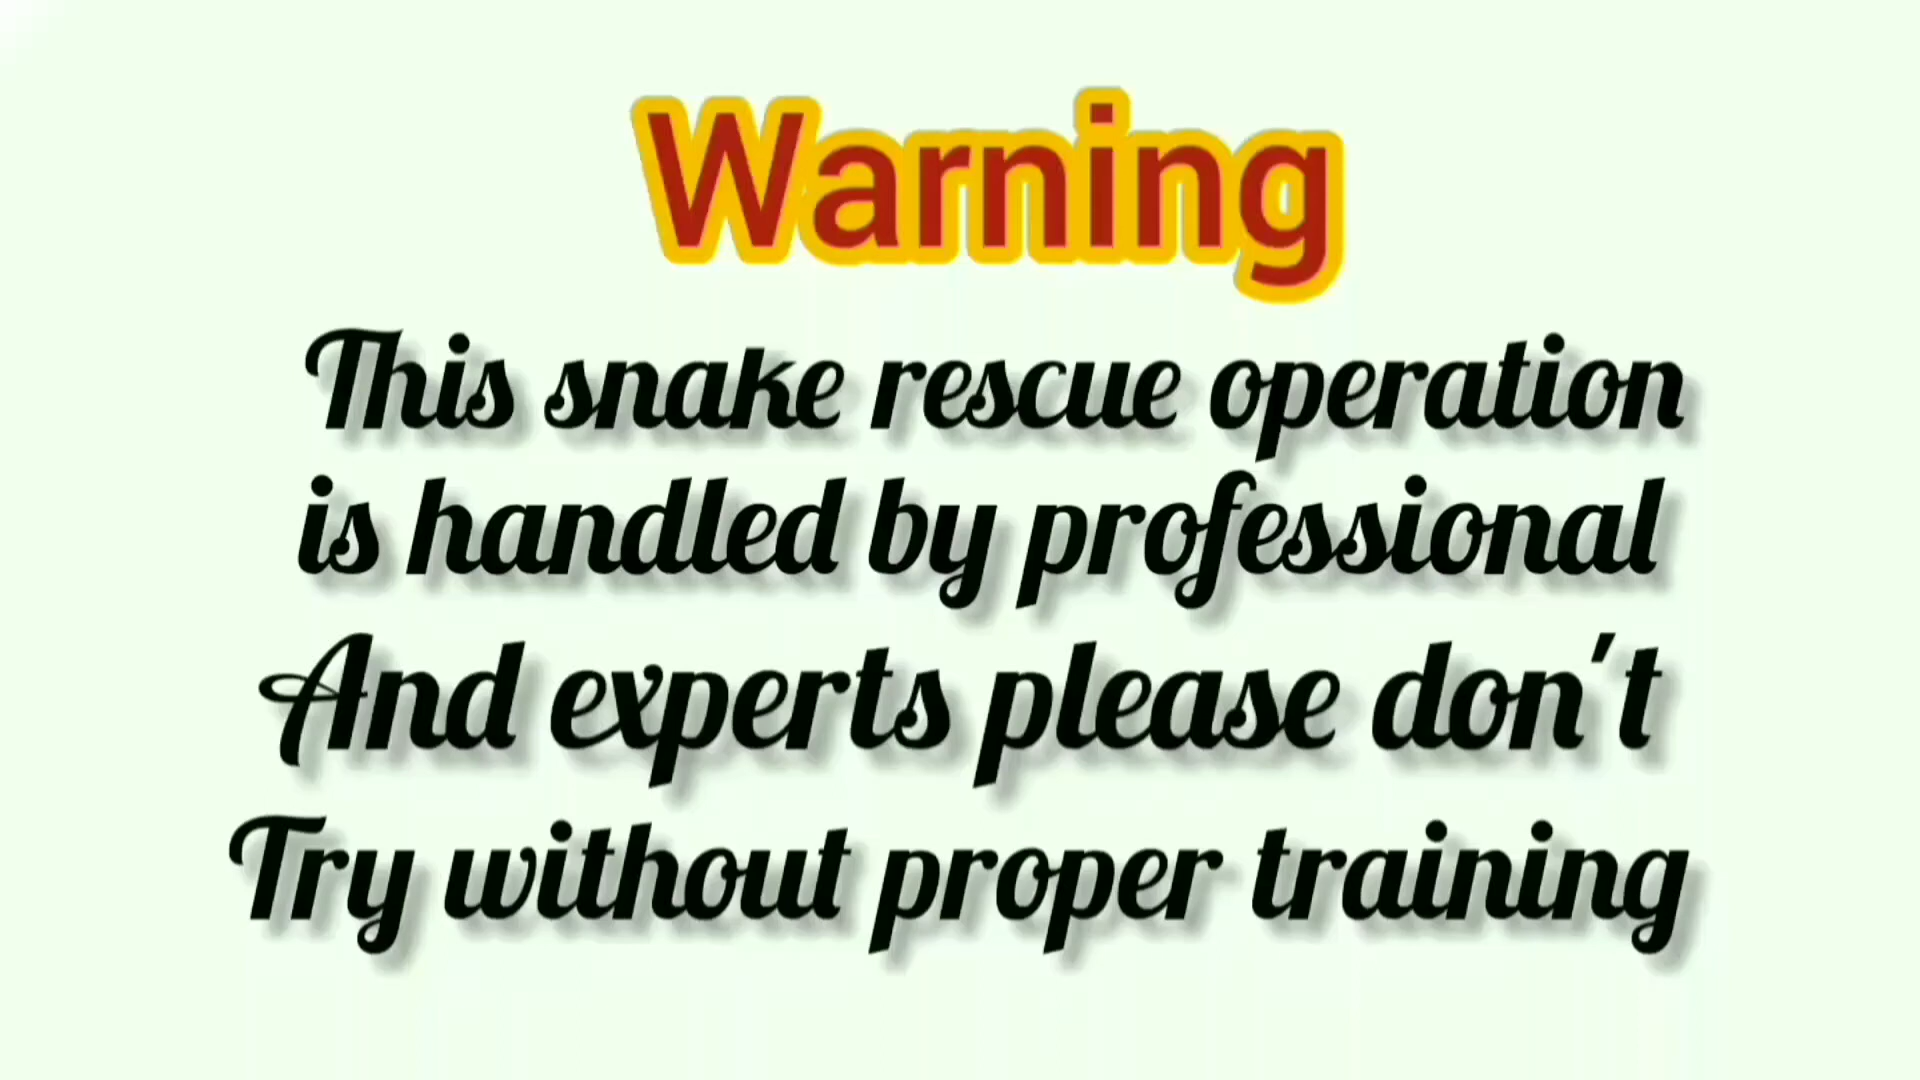 Warning
This snake rescue operation
is handled by professional
And experts please don't
Try without proper training